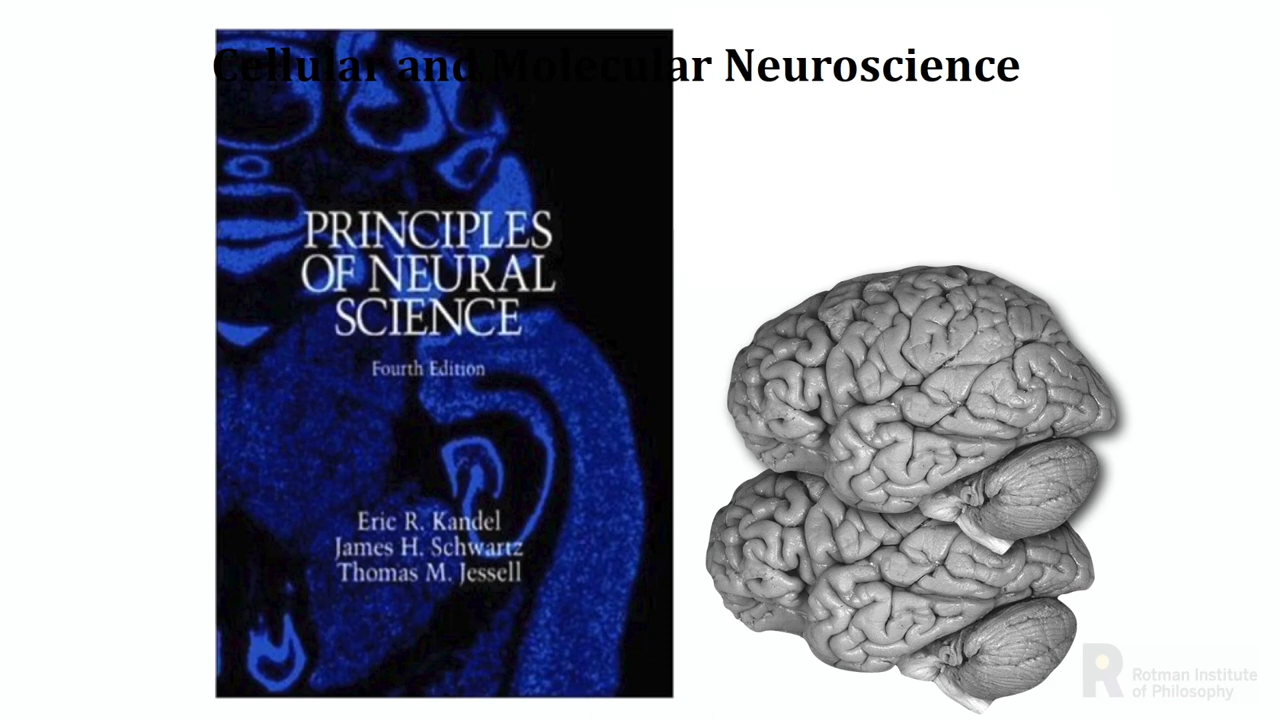 Cellular and Molecular Neuroscience
PRINCIPLES
OF NEURAL
SCIENCE
Fourth Edition
Eric R. Kandel
James H. Schwartz
Thomas M. Jessell
R Rotman Institute
of Philosophy